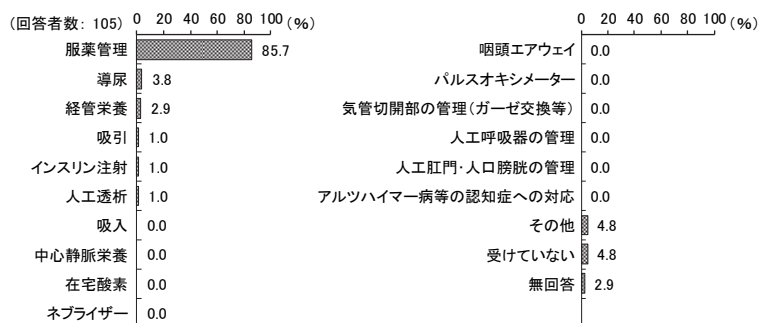 (回答者数: 105) 0 20 40 60 80 100 (%)
服薬管理 85.7
導尿 3.8
経管栄養 2.9
吸引 1.0
インスリン注射 1.0
人工透析 1.0
吸入 0.0
中心静脈栄養 0.0
在宅酸素 0.0
ネブライザー 0.0
0 20 40 60 80 100 (%)
咽頭エアウェイ 0.0
パルスオキシメーター 0.0
気管切開部の管理(ガーゼ交換等) 0.0
人工呼吸器の管理 0.0
人工肛門・人口膀胱の管理 0.0
アルツハイマー病等の認知症への対応 0.0
その他 4.8
受けていない 4.8
無回答 2.9